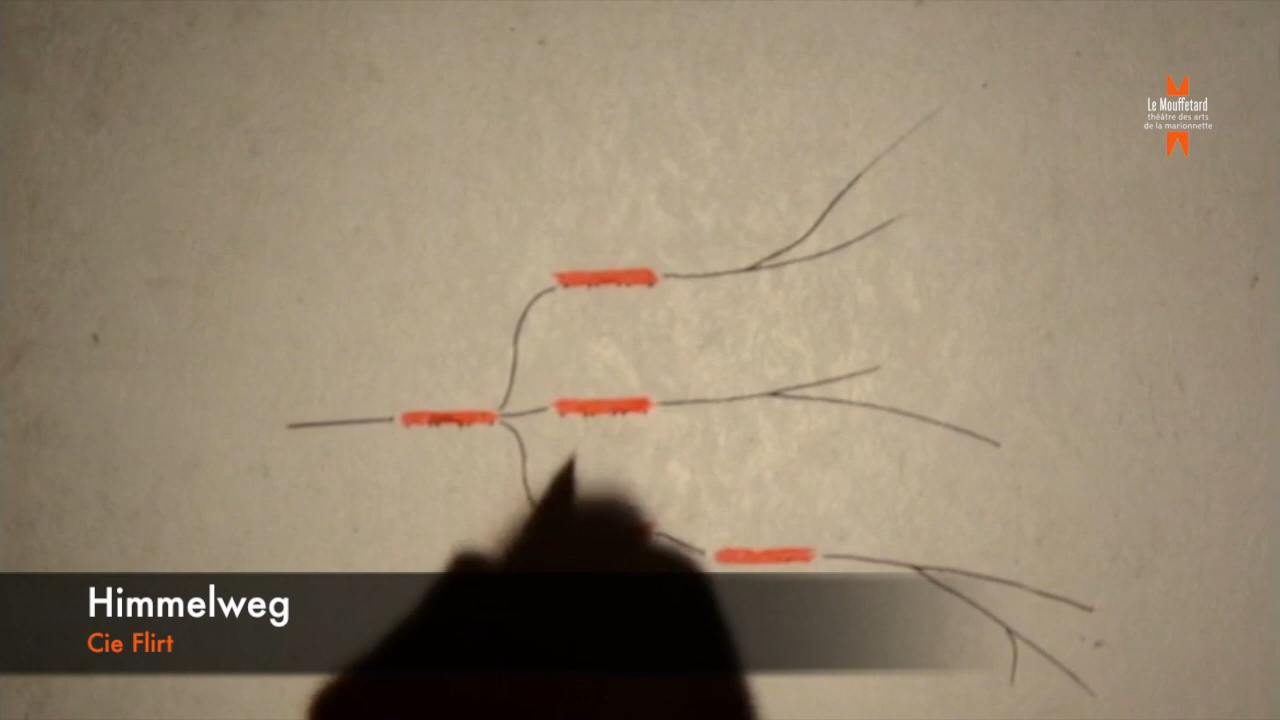 Le Mouffetard
théâtre des arts
de la marionnette
Himmelweg
Cie Flirt